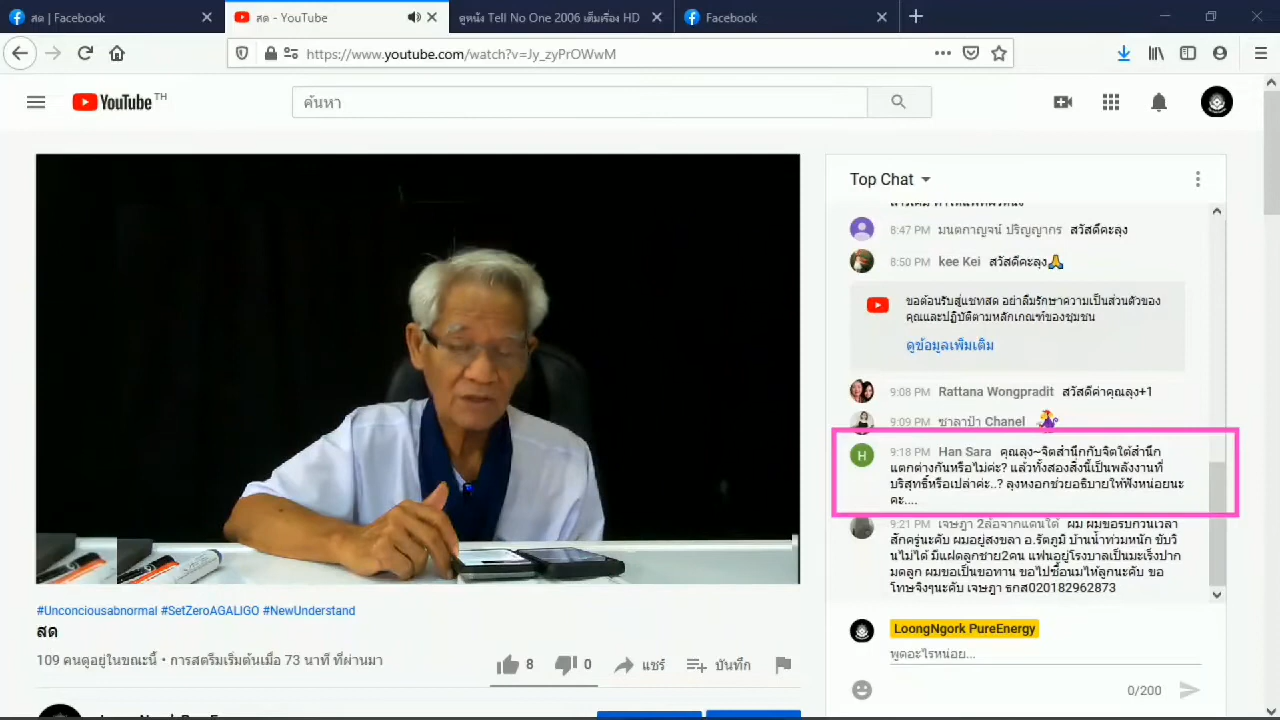 สด | Facebook
สด - YouTube
ดูหนัง Tell No One 2006 เต็มเรื่อง HD
Facebook
https://www.youtube.com/watch?v=Jy_zyPrOWwM
YouTube TH
ค้นหา
Top Chat
8:47 PM มนตกาญจน์ ปริญญากร สวัสดีคะลุง
8:50 PM kee Kei สวัสดีคะลุง🙏
ขอต้อนรับสู่แชทสด อย่าลืมรักษาความเป็นส่วนตัวของ
คุณและปฏิบัติตามหลักเกณฑ์ของชุมชน
ดูข้อมูลเพิ่มเติม
9:08 PM Rattana Wongpradit สวัสดีค่าคุณลุง+1
9:09 PM ซาลาเป้า Chanel
H
9:18 PM Han Sara คุณลุง~จิตสำนึกกับจิตใต้สำนึก
แตกต่างกันหรือไม่ค่ะ? แล้วทั้งสองสิ่งนี้เป็นพลังงานที่
บริสุทธิ์หรือเปล่าค่ะ..? ลุงหงอกช่วยอธิบายให้ฟังหน่อยนะ
คะ....
9:21 PM เจษฎา 2ล้อจากแดนใต้ ผม ผมขอรบกวนเวลา
สักครู่นะคับ ผมอยู่สงขลา อ.รัตภูมิ บ้านน้ำท่วมหนัก ขับวิ
นไม่ได้ มีแฝดลูกชาย2คน แฟนอยู่โรงบาลเป็นมะเร็งปาก
มดลูก ผมขอเป็นขอทาน ขอไปซื้อนมให้ลูกนะคับ ขอ
โทษจิงๆนะคับ เจษฎา ธกส020182962873
LoongNgork PureEnergy
พูดอะไรหน่อย...
0/200
#Unconciousabnormal #SetZeroAGALIGO #NewUnderstand
สด
109 คนดูอยู่ในขณะนี้ • การสตรีมเริ่มต้นเมื่อ 73 นาที ที่ผ่านมา
8 0 แชร์ บันทึก